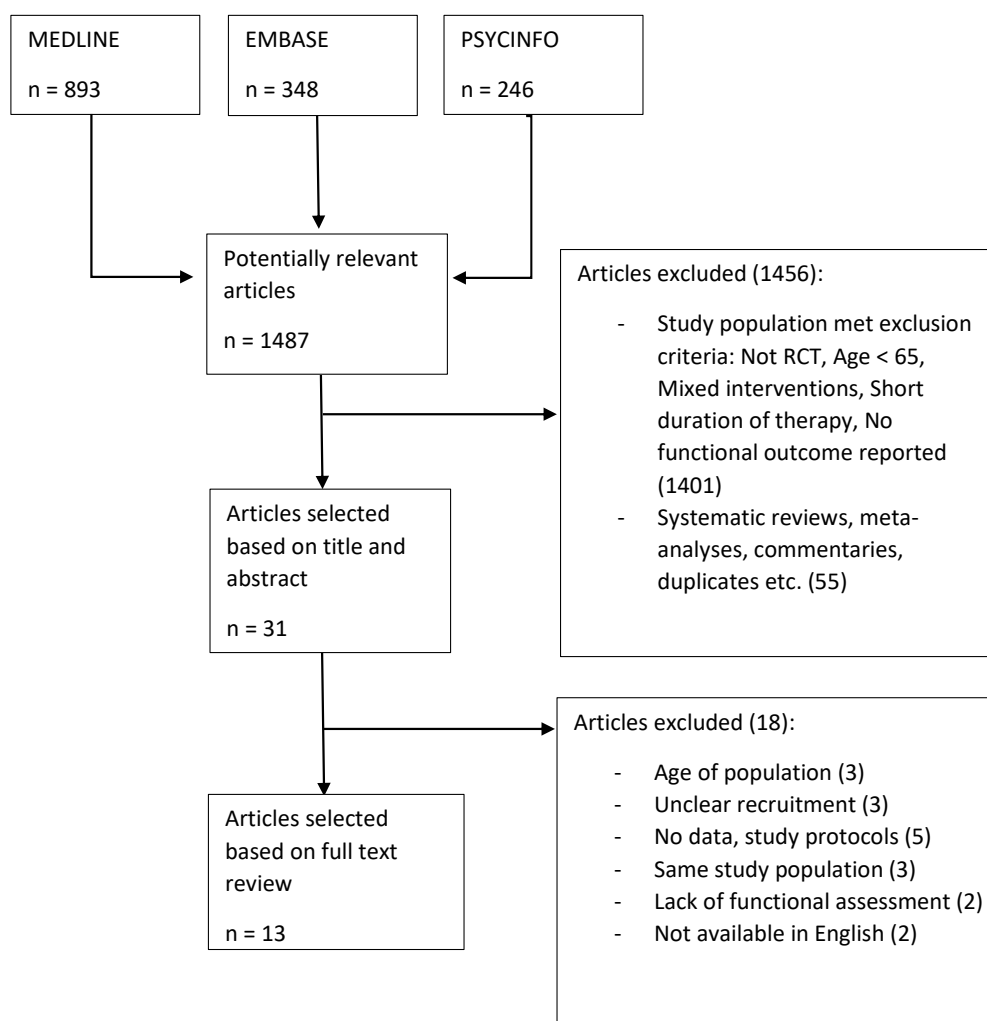 MEDLINE
n = 893
EMBASE
n = 348
PSYCINFO
n = 246
Potentially relevant
articles
n = 1487
Articles excluded (1456):
- Study population met exclusion
criteria: Not RCT, Age < 65,
Mixed interventions, Short
duration of therapy, No
functional outcome reported
(1401)
- Systematic reviews, meta-
analyses, commentaries,
duplicates etc. (55)
Articles selected
based on title and
abstract
n = 31
Articles excluded (18):
- Age of population (3)
- Unclear recruitment (3)
- No data, study protocols (5)
- Same study population (3)
- Lack of functional assessment (2)
- Not available in English (2)
Articles selected
based on full text
review
n = 13